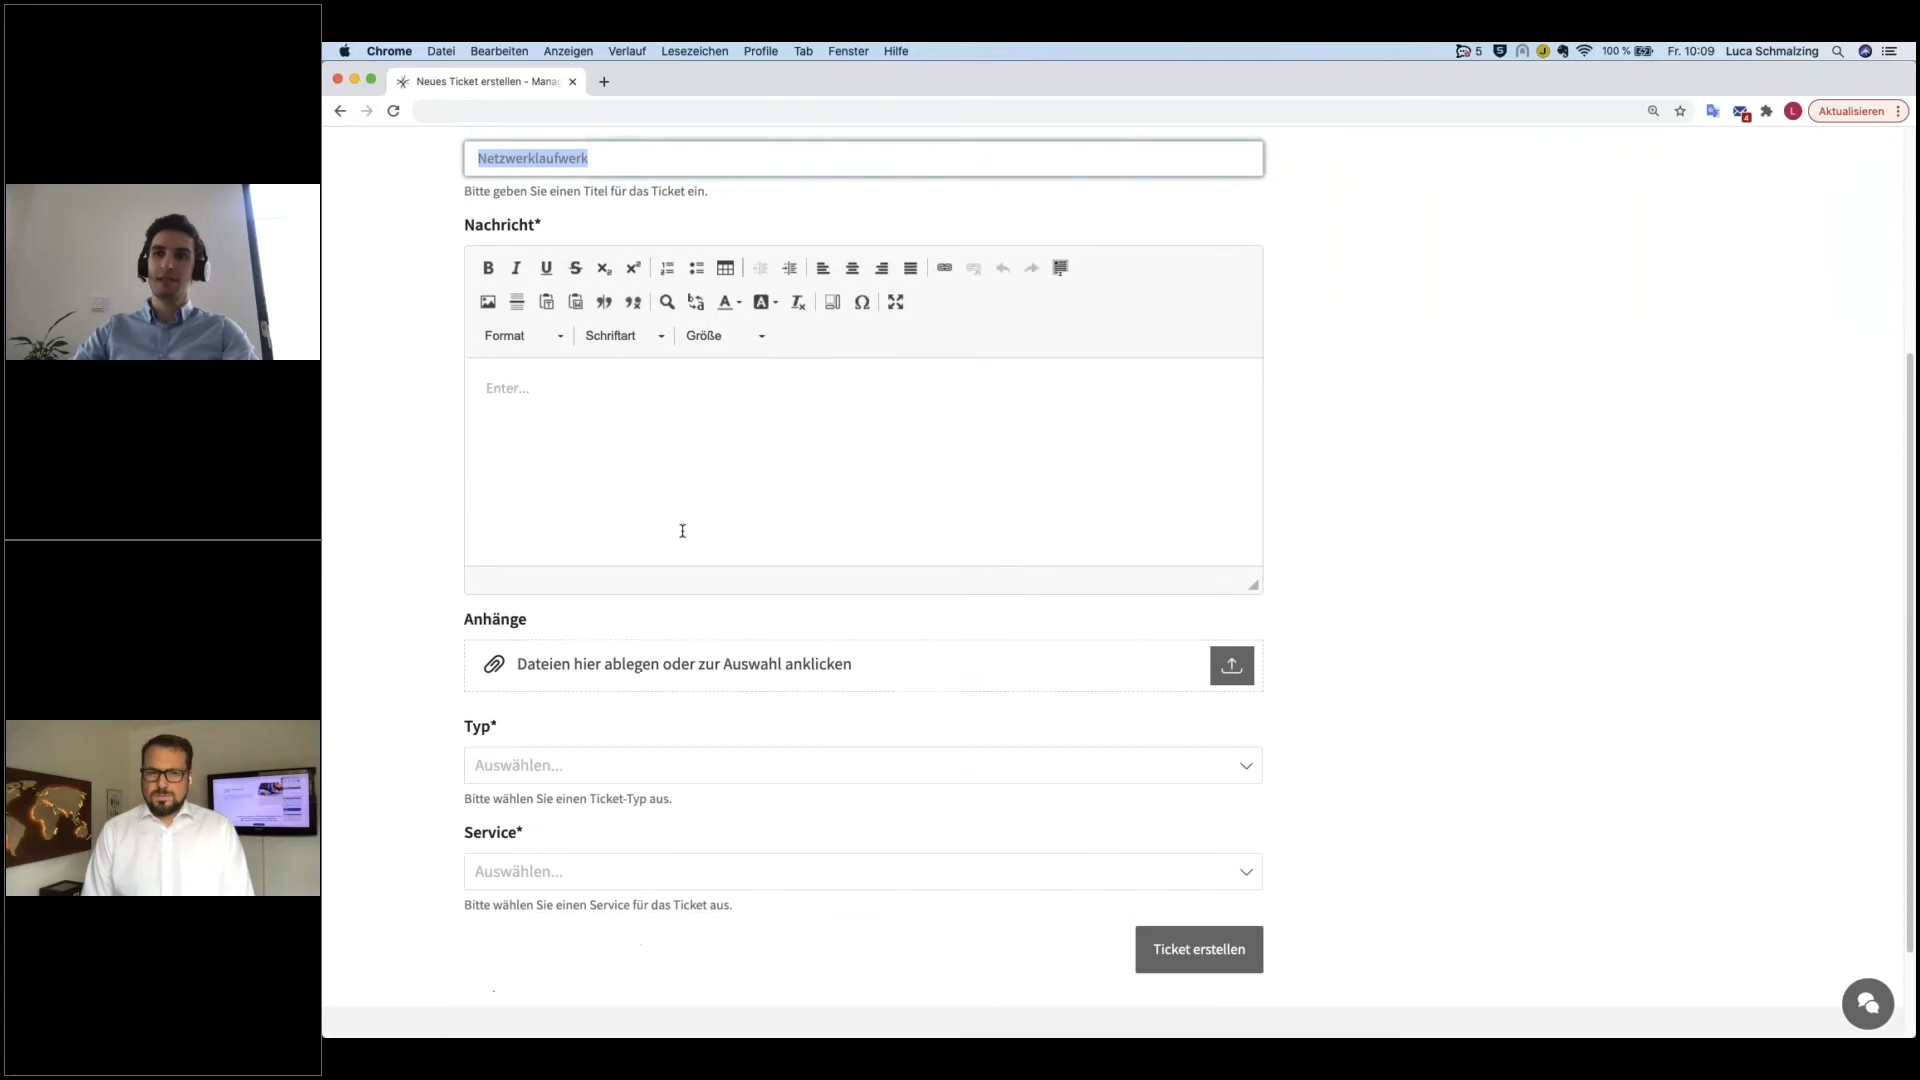 Chrome Datei Bearbeiten Anzeigen Verlauf Lesezeichen Profile Tab Fenster Hilfe
5 100 % Fr. 10:09 Luca Schmalzing
Neues Ticket erstellen - Mana
L 4 Aktualisieren
Netzwerklaufwerk
Bitte geben Sie einen Titel für das Ticket ein.
Nachricht*
Format Schriftart Größe
Enter...
Anhänge
Dateien hier ablegen oder zur Auswahl anklicken
Typ*
Auswählen...
Bitte wählen Sie einen Ticket-Typ aus.
Service*
Auswählen...
Bitte wählen Sie einen Service für das Ticket aus.
Ticket erstellen